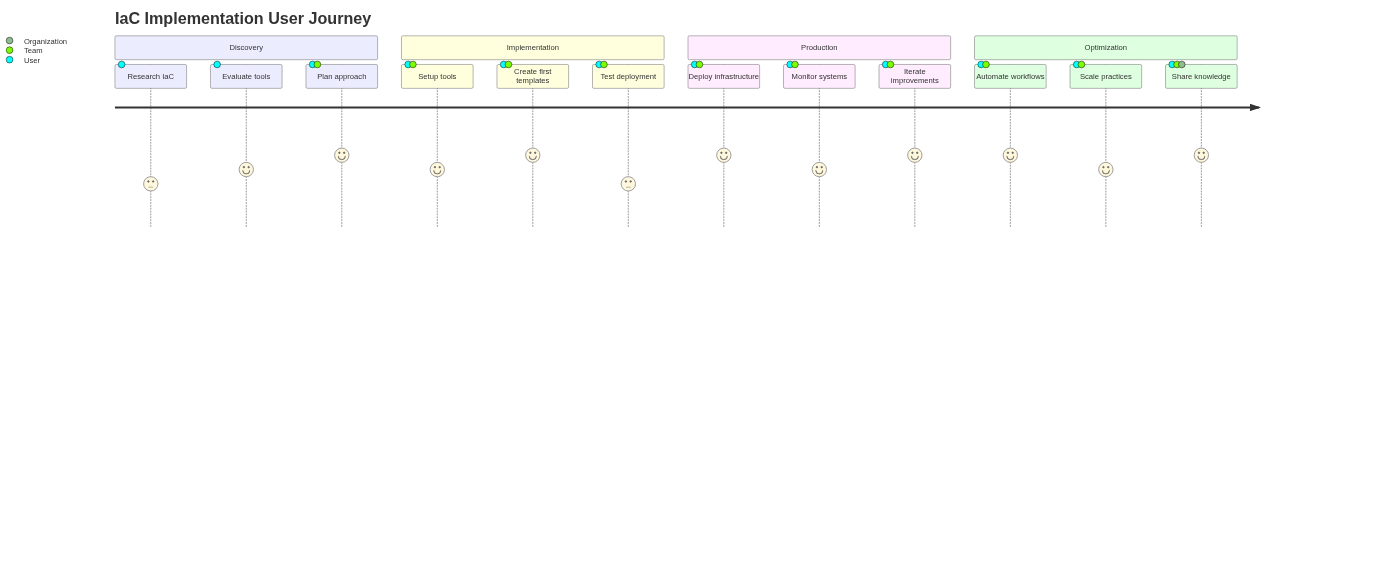 IaC Implementation User Journey
Organization
Team
User
Discovery
Implementation
Production
Optimization
Research IaC
Evaluate tools
Plan approach
Setup tools
Create first
templates
Test deployment
Deploy infrastructure
Monitor systems
Iterate
improvements
Automate workflows
Scale practices
Share knowledge